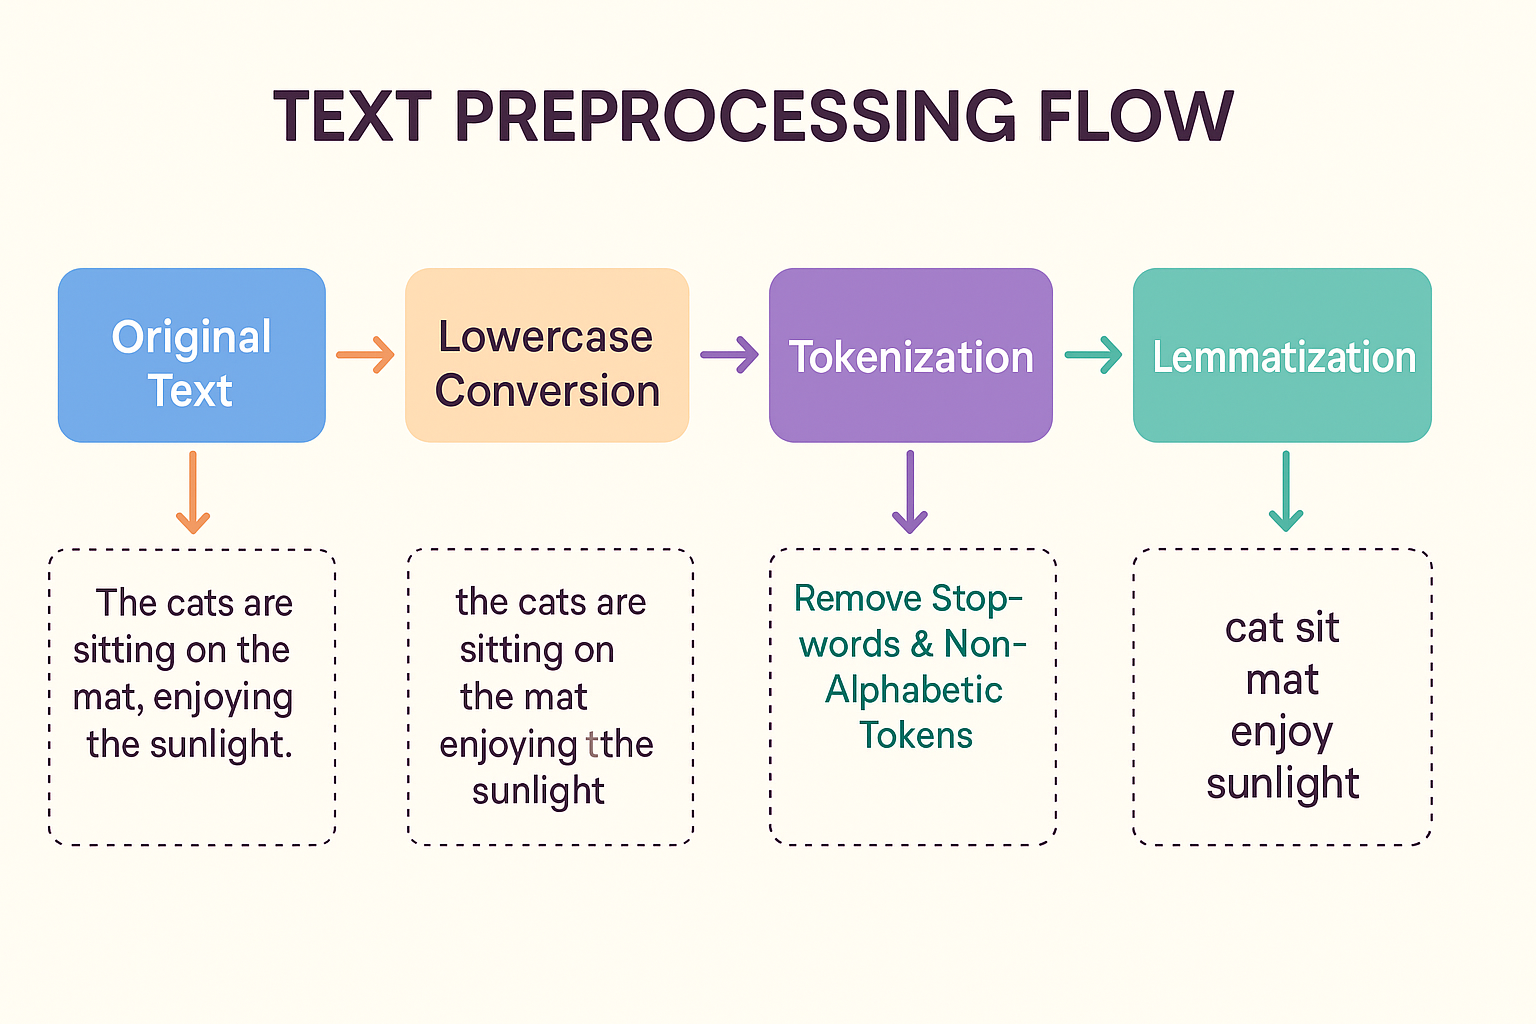 TEXT PREPROCESSING FLOW
Original
Text
Lowercase
Conversion
Tokenization
Lemmatization
The cats are
sitting on the
mat, enjoying
the sunlight.
the cats are
sitting on
the mat
enjoying tthe
sunlight
Remove Stop-
words & Non-
Alphabetic
Tokens
cat sit
mat
enjoy
sunlight